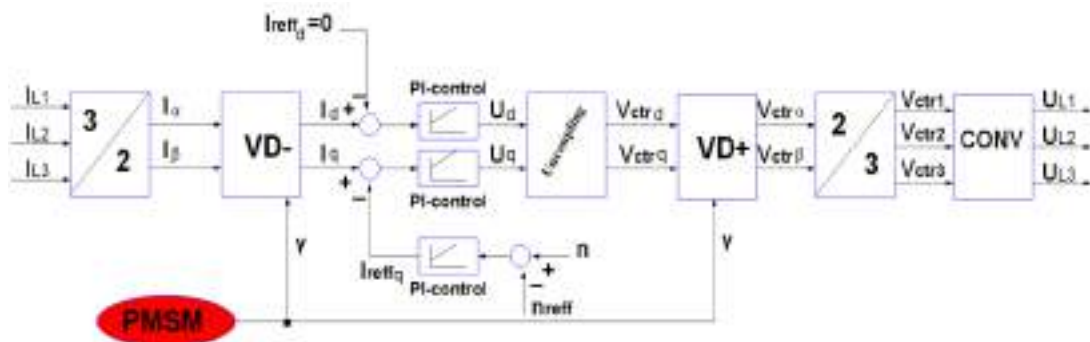 Ireffd=0
IL1
IL2
IL3
3
2
Iα
Iβ
VD-
Id
Iq
+
−
+
−
PI-control
PI-control
Ud
Uq
Uncoupling
Vctrd
Vctrq
VD+
Vctrα
Vctrβ
2
3
Vctr1
Vctr2
Vctr3
CONV
UL1
UL2
UL3
γ
Ireffq
PI-control
+
−
n
nreff
γ
PMSM